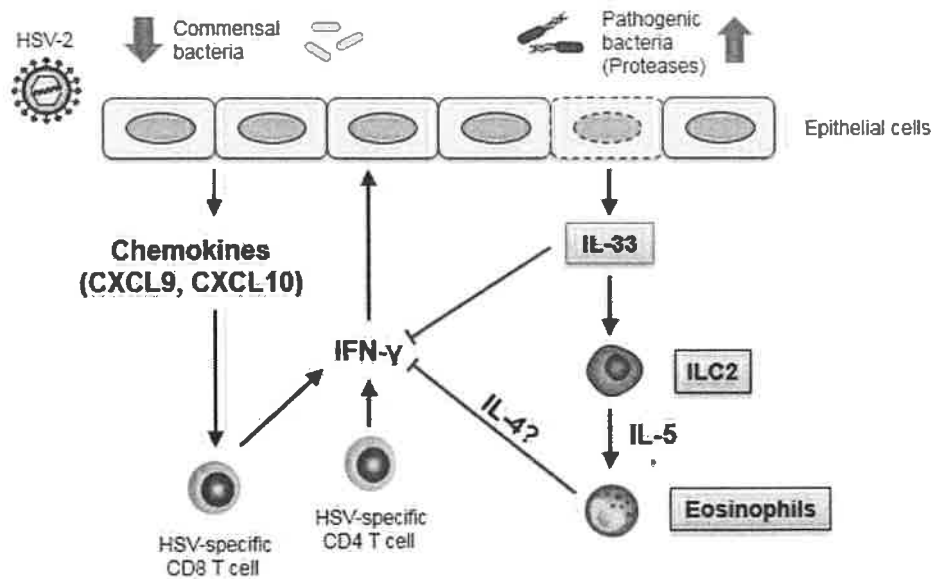 HSV-2
Commensal
bacteria
Pathogenic
bacteria
(Proteases)
Epithelial cells
Chemokines
(CXCL9, CXCL10)
IL-33
IFN-γ
ILC2
IL-4?
IL-5
Eosinophils
HSV-specific
CD8 T cell
HSV-specific
CD4 T cell